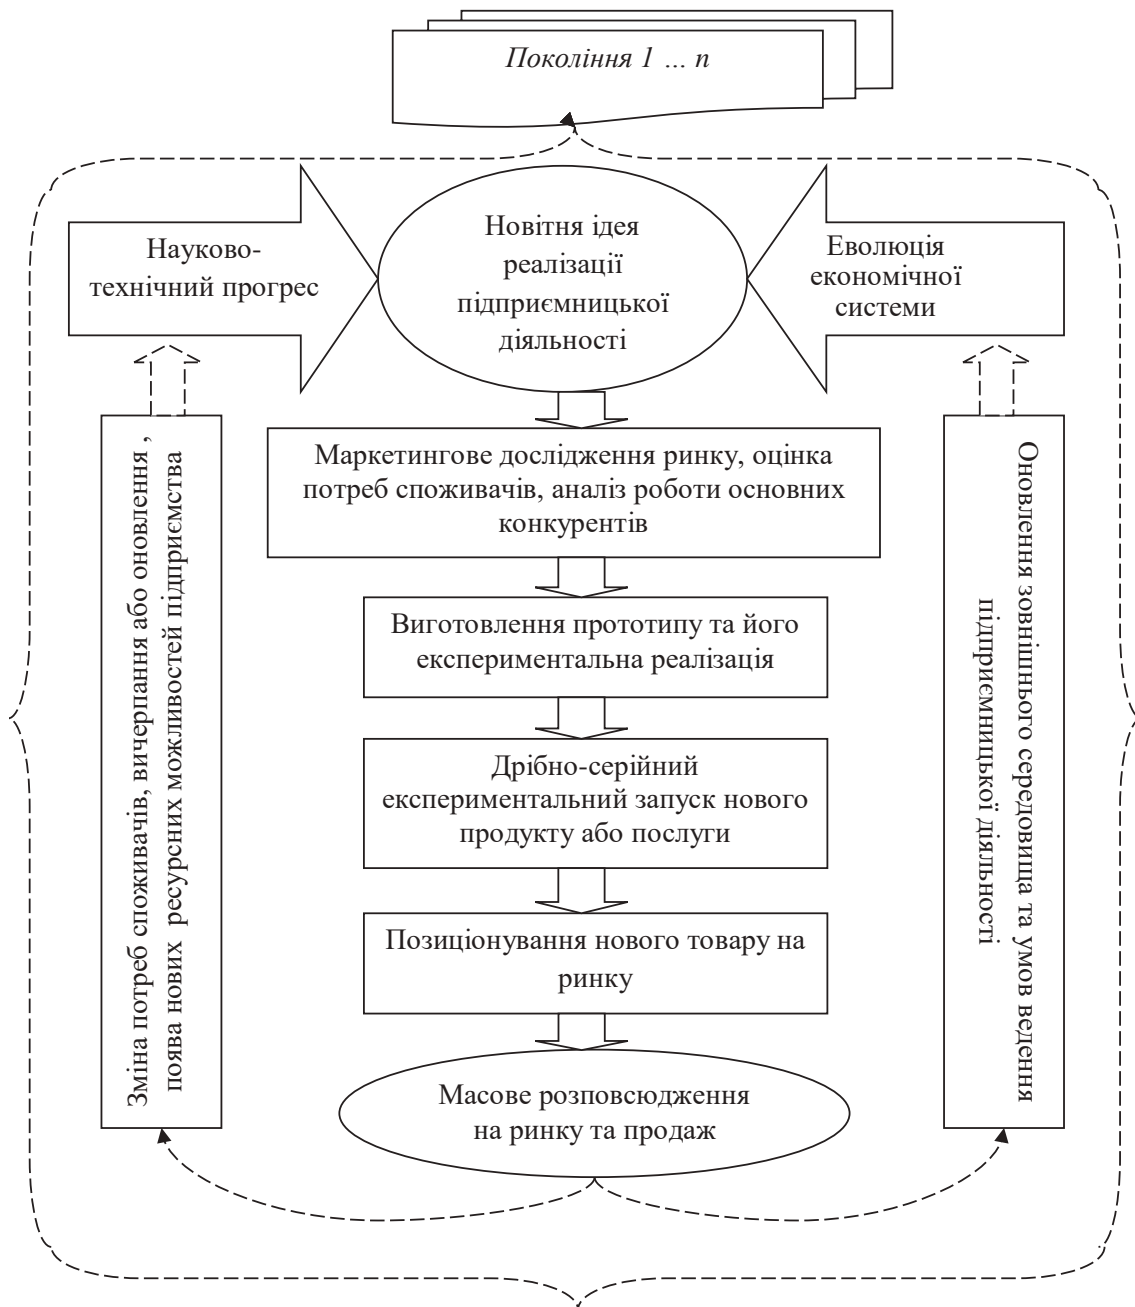 Покоління 1 … n
Науково-
технічний прогрес
Новітня ідея
реалізації
підприємницької
діяльності
Еволюція
економічної
системи
Маркетингове дослідження ринку, оцінка
потреб споживачів, аналіз роботи основних
конкурентів
Виготовлення прототипу та його
експериментальна реалізація
Дрібно-серійний
експериментальний запуск нового
продукту або послуги
Позиціонування нового товару на
ринку
Масове розповсюдження
на ринку та продаж
Зміна потреб споживачів, вичерпання або оновлення ,
поява нових ресурсних можливостей підприємства
Оновлення зовнішнього середовища та умов ведення
підприємницької діяльності